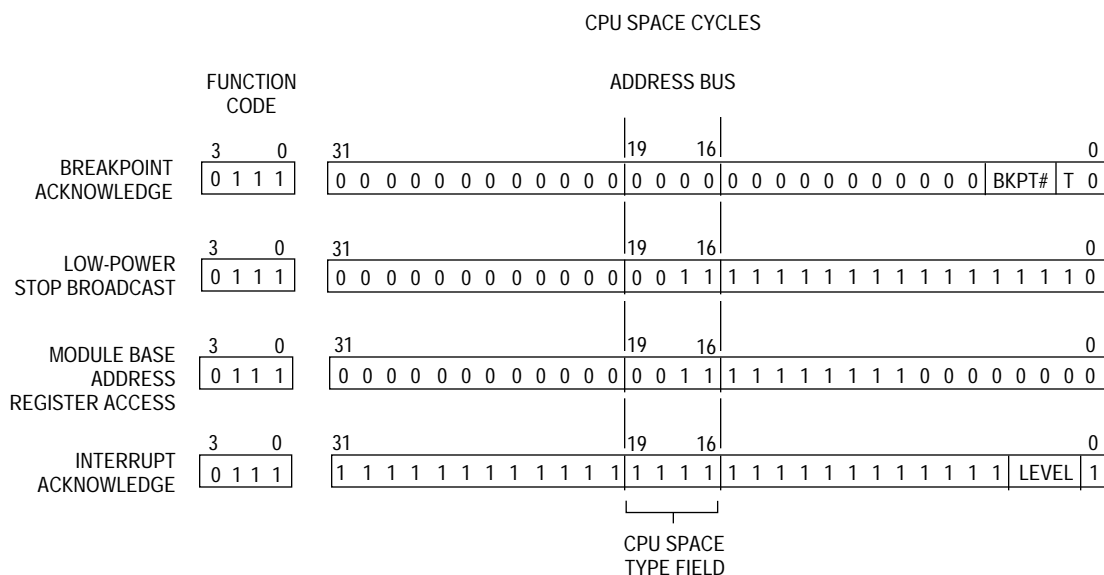 CPU SPACE CYCLES
FUNCTION
CODE
ADDRESS BUS
BREAKPOINT
ACKNOWLEDGE
3 0
0 1 1 1
31 19 16 0
0 0 0 0 0 0 0 0 0 0 0 0 0 0 0 0 0 0 0 0 0 0 0 0 0 0 0 BKPT# T 0
LOW-POWER
STOP BROADCAST
3 0
0 1 1 1
31 19 16 0
0 0 0 0 0 0 0 0 0 0 0 0 0 0 1 1 1 1 1 1 1 1 1 1 1 1 1 1 1 1 1 0
MODULE BASE
ADDRESS
REGISTER ACCESS
3 0
0 1 1 1
31 19 16 0
0 0 0 0 0 0 0 0 0 0 0 0 0 0 1 1 1 1 1 1 1 1 1 1 0 0 0 0 0 0 0 0
INTERRUPT
ACKNOWLEDGE
3 0
0 1 1 1
31 19 16 0
1 1 1 1 1 1 1 1 1 1 1 1 1 1 1 1 1 1 1 1 1 1 1 1 1 1 1 1 LEVEL 1
CPU SPACE
TYPE FIELD